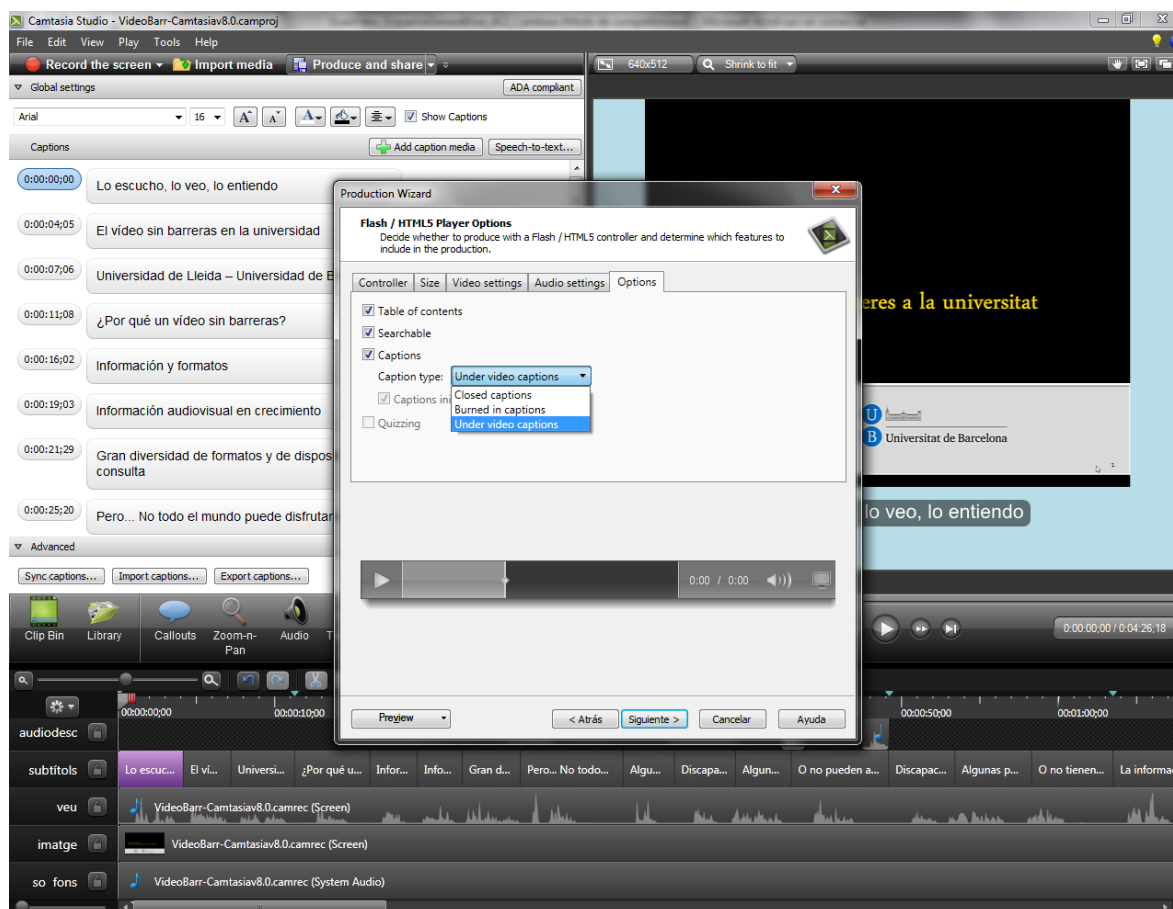 Camtasia Studio - VideoBarr-Camtasiav8.0.camproj
File Edit View Play Tools Help
Record the screen Import media Produce and share
640x512 Shrink to fit
Global settings ADA compliant
Arial 16 Show Captions
Captions Add caption media Speech-to-text...
0:00:00;00 Lo escucho, lo veo, lo entiendo
0:00:04;05 El vídeo sin barreras en la universidad
0:00:07;06 Universidad de Lleida – Universidad de B
0:00:11;08 ¿Por qué un vídeo sin barreras?
0:00:16;02 Información y formatos
0:00:19;03 Información audiovisual en crecimiento
0:00:21;29 Gran diversidad de formatos y de dispos
consulta
0:00:25;20 Pero... No todo el mundo puede disfrutar
Advanced
Sync captions... Import captions... Export captions...
Production Wizard
Flash / HTML5 Player Options
Decide whether to produce with a Flash / HTML5 controller and determine which features to
include in the production.
Controller Size Video settings Audio settings Options
Table of contents
Searchable
Captions
Caption type: Under video captions
Captions ini
Closed captions
Burned in captions
Under video captions
Quizzing
0:00 / 0:00
Preview < Atrás Siguiente > Cancelar Ayuda
eres a la universitat
U
B Universitat de Barcelona
1
lo veo, lo entiendo
Clip Bin Library Callouts Zoom-n-
Pan Audio T
0:00:00;00 / 0:04:26;18
00:00:00;00 00:00:10;00 00:00:50;00 00:01:00;00
audiodesc
subtítols Lo escuc... El ví... Universi... ¿Por qué u... Infor... Info... Gran d... Pero... No todo... Algu... Discapa... Algun... O no pueden a... Discapac... Algunas p... O no tienen... La informa
veu VideoBarr-Camtasiav8.0.camrec (Screen)
imatge VideoBarr-Camtasiav8.0.camrec (Screen)
so fons VideoBarr-Camtasiav8.0.camrec (System Audio)